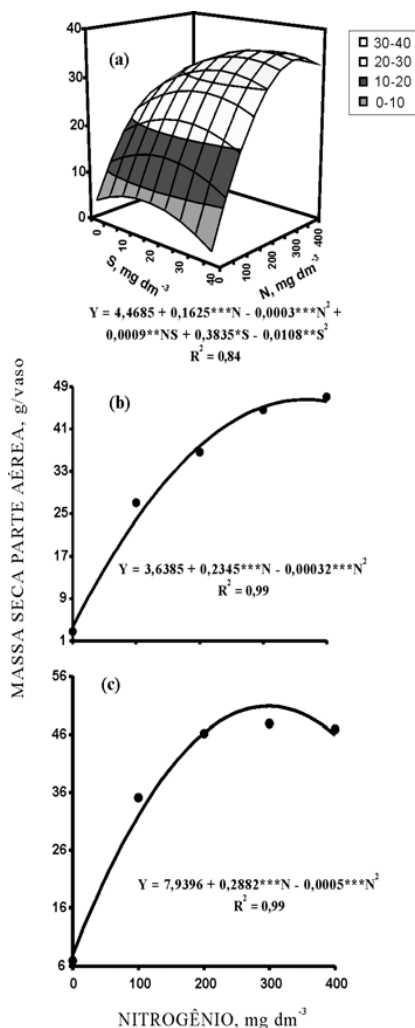 40
30
20
10
0
(a)
30-40
20-30
10-20
0-10
0
10
20
30
40
S, mg dm-3
100
200
300
400
N, mg dm-3
Y = 4,4685 + 0,1625***N - 0,0003***N2 +
0,0009**NS + 0,3835*S - 0,0108**S2
R2 = 0,84
MASSA SECA PARTE AÉREA, g/vaso
49
41
33
25
17
9
1
(b)
Y = 3,6385 + 0,2345***N - 0,00032***N2
R2 = 0,99
56
46
36
26
16
6
(c)
Y = 7,9396 + 0,2882***N - 0,0005***N2
R2 = 0,99
0
100
200
300
400
NITROGÊNIO, mg dm-3